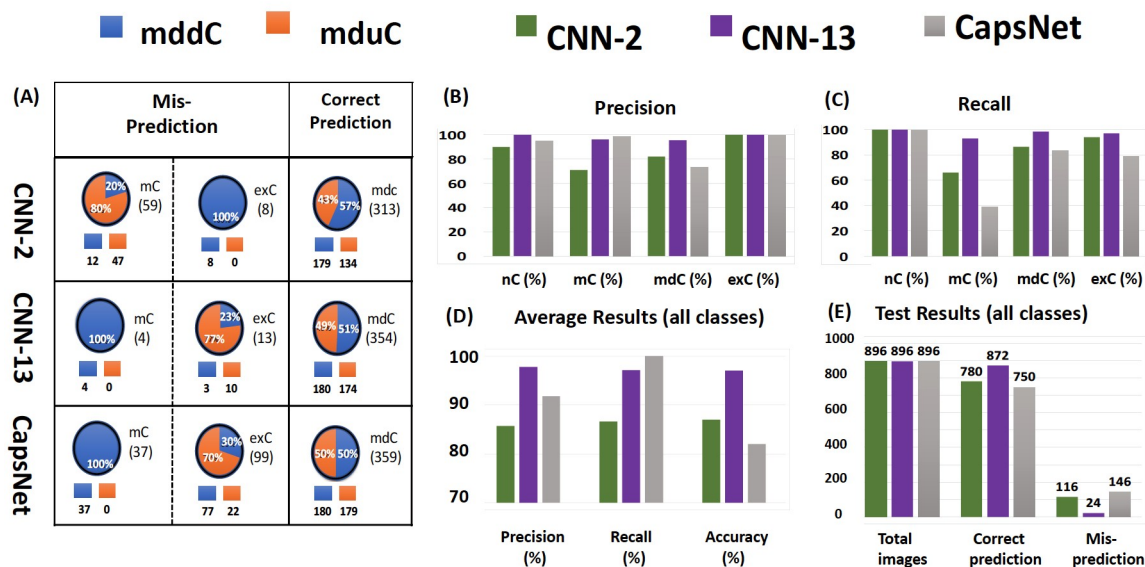 mddC mduC CNN-2 CNN-13 CapsNet
(A)
Mis-
Prediction
Correct
Prediction
CNN-2
20%
80%
mC
(59)
12 47
100%
exC
(8)
8 0
43% 57%
mdc
(313)
179 134
CNN-13
100%
mC
(4)
4 0
23%
77%
exC
(13)
3 10
49% 51%
mdC
(354)
180 174
CapsNet
100%
mC
(37)
37 0
30%
70%
exC
(99)
77 22
50% 50%
mdC
(359)
180 179
(B)
Precision
100
80
60
40
20
0
nC (%) mC (%) mdC (%) exC (%)
(C)
Recall
100
80
60
40
20
0
nC (%) mC (%) mdC (%) exC (%)
(D) Average Results (all classes)
100
90
80
70
Precision
(%)
Recall
(%)
Accuracy
(%)
(E) Test Results (all classes)
1000
800
600
400
200
0
896 896 896
780 872 750
116 24 146
Total
images
Correct
prediction
Mis-
prediction